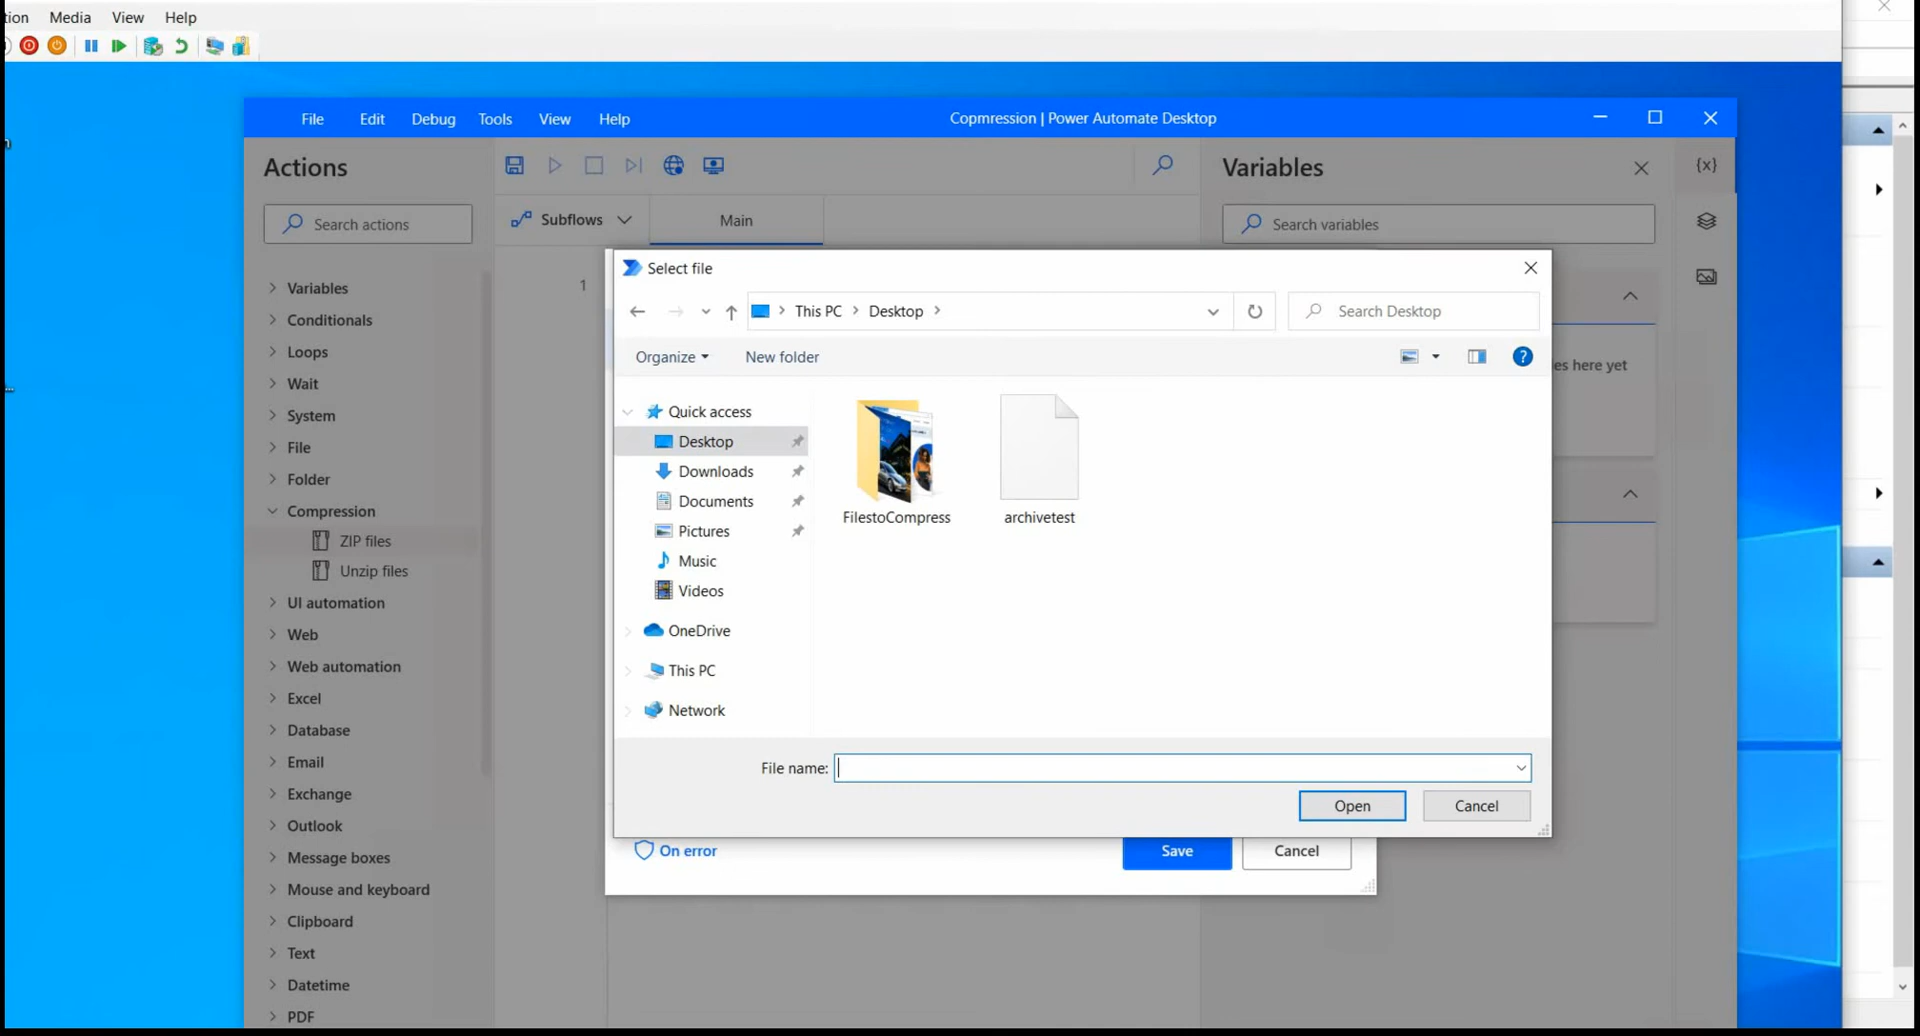 Media View Help
File Edit Debug Tools View Help Copmression | Power Automate Desktop
Actions
Search actions
Variables
Conditionals
Loops
Wait
System
File
Folder
Compression
ZIP files
Unzip files
UI automation
Web
Web automation
Excel
Database
Email
Exchange
Outlook
Message boxes
Mouse and keyboard
Clipboard
Text
Datetime
PDF
Subflows Main
1
Variables {x}
Search variables
es here yet
Select file
This PC Desktop Search Desktop
Organize New folder
Quick access
Desktop
Downloads
Documents
Pictures
Music
Videos
OneDrive
This PC
Network
FilestoCompress archivetest
File name:
Open Cancel
On error Save Cancel